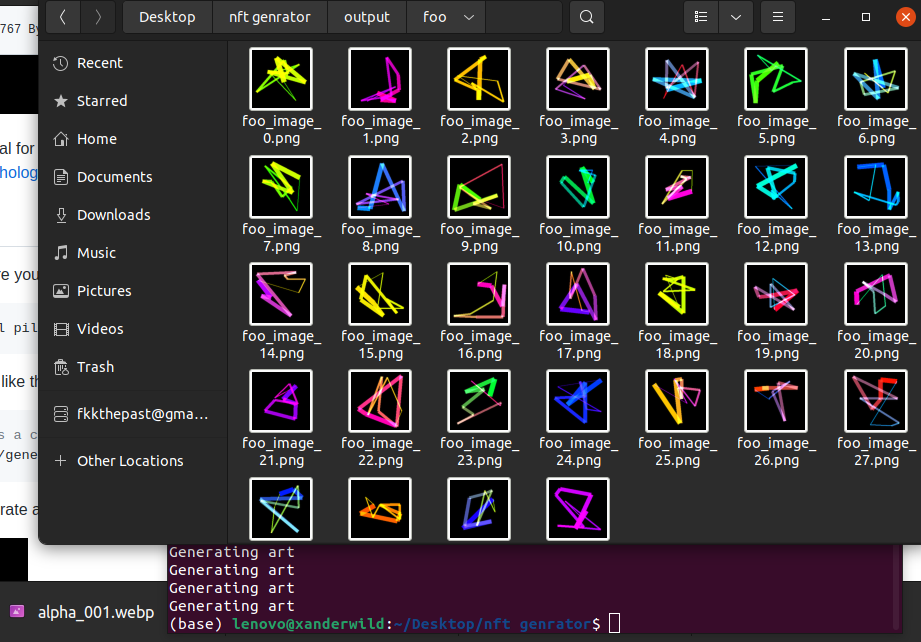 Desktop nft genrator output foo
767 By
al for
hologr
re you
l pil
like th
s a c
/gene
rate a
Recent
Starred
Home
Documents
Downloads
Music
Pictures
Videos
Trash
fkkthepast@gma...
Other Locations
foo_image_0.png foo_image_1.png foo_image_2.png foo_image_3.png foo_image_4.png foo_image_5.png foo_image_6.png
foo_image_7.png foo_image_8.png foo_image_9.png foo_image_10.png foo_image_11.png foo_image_12.png foo_image_13.png
foo_image_14.png foo_image_15.png foo_image_16.png foo_image_17.png foo_image_18.png foo_image_19.png foo_image_20.png
foo_image_21.png foo_image_22.png foo_image_23.png foo_image_24.png foo_image_25.png foo_image_26.png foo_image_27.png
Generating art
Generating art
Generating art
Generating art
(base) lenovo@xanderwild:~/Desktop/nft genrator$
alpha_001.webp